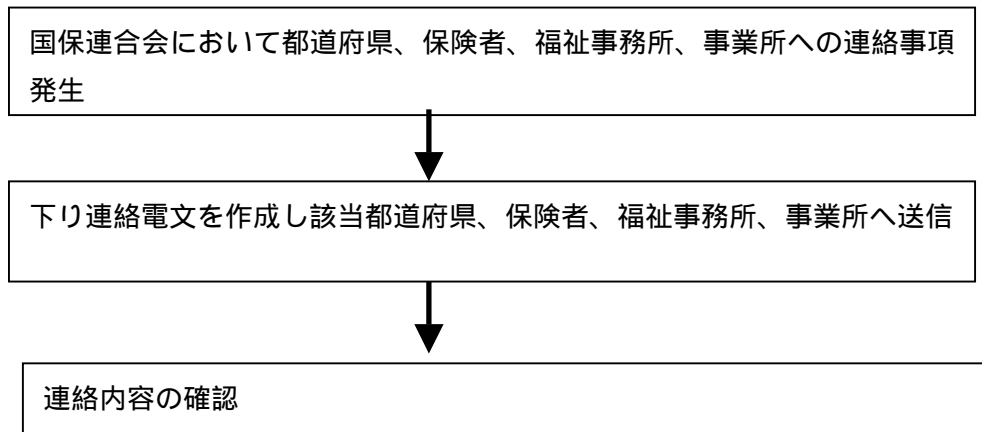 国保連合会において都道府県、保険者、福祉事務所、事業所への連絡事項
発生
下り連絡電文を作成し該当都道府県、保険者、福祉事務所、事業所へ送信
連絡内容の確認